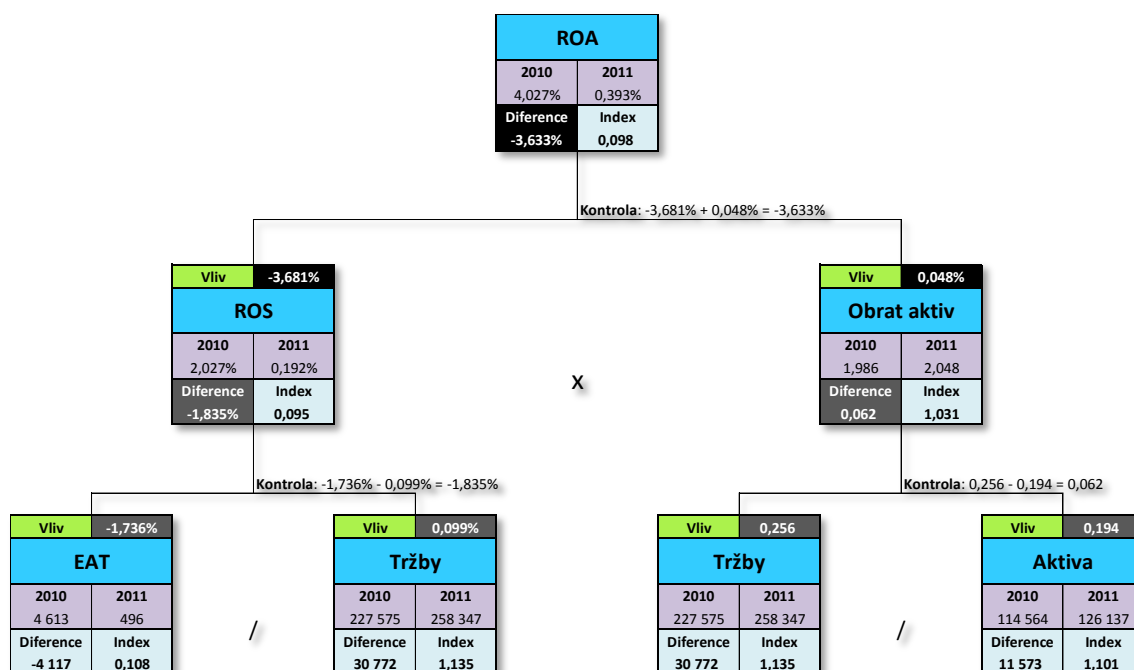 ROA
2010 2011
4,027% 0,393%
Diference Index
-3,633% 0,098
Kontrola: -3,681% + 0,048% = -3,633%
Vliv -3,681% Vliv 0,048%
ROS Obrat aktiv
2010 2011 2010 2011
2,027% 0,192% x 1,986 2,048
Diference Index Diference Index
-1,835% 0,095 0,062 1,031
Kontrola: -1,736% - 0,099% = -1,835% Kontrola: 0,256 - 0,194 = 0,062
Vliv -1,736% Vliv 0,099% Vliv 0,256 Vliv 0,194
EAT Tržby Tržby Aktiva
2010 2011 2010 2011 2010 2011 2010 2011
4 613 496 / 227 575 258 347 227 575 258 347 / 114 564 126 137
Diference Index Diference Index Diference Index Diference Index
-4 117 0,108 30 772 1,135 30 772 1,135 11 573 1,101